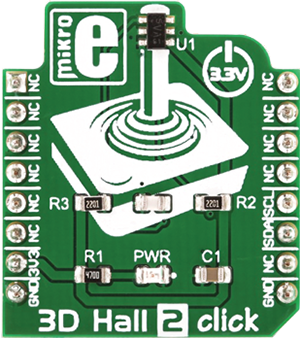 mikro
e
U1
3.3V
NC
NC
NC
NC
NC
NC
3V3
GND
NC
NC
NC
NC
SCL
SDA
NC
GND
R3
2201
2201
R2
R1
4700
PWR
C1
3D Hall 2 click